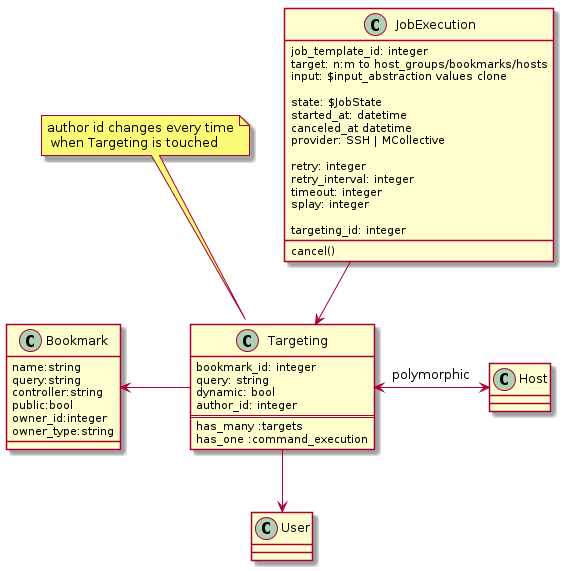 C JobExecution
job_template_id: integer
target: n:m to host_groups/bookmarks/hosts
input: $input_abstraction values clone
state: $JobState
started_at: datetime
canceled_at datetime
provider: SSH | MCollective
retry: integer
retry_interval: integer
timeout: integer
splay: integer
targeting_id: integer
cancel()
author id changes every time
when Targeting is touched
C Bookmark
name:string
query:string
controller:string
public:bool
owner_id:integer
owner_type:string
C Targeting
bookmark_id: integer
query: string
dynamic: bool
author_id: integer
has_many :targets
has_one :command_execution
polymorphic
C Host
C User